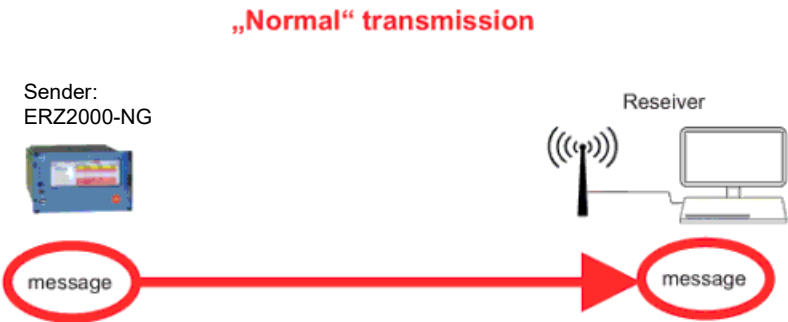 „Normal“ transmission
Sender:
ERZ2000-NG
Reseiver
message
message